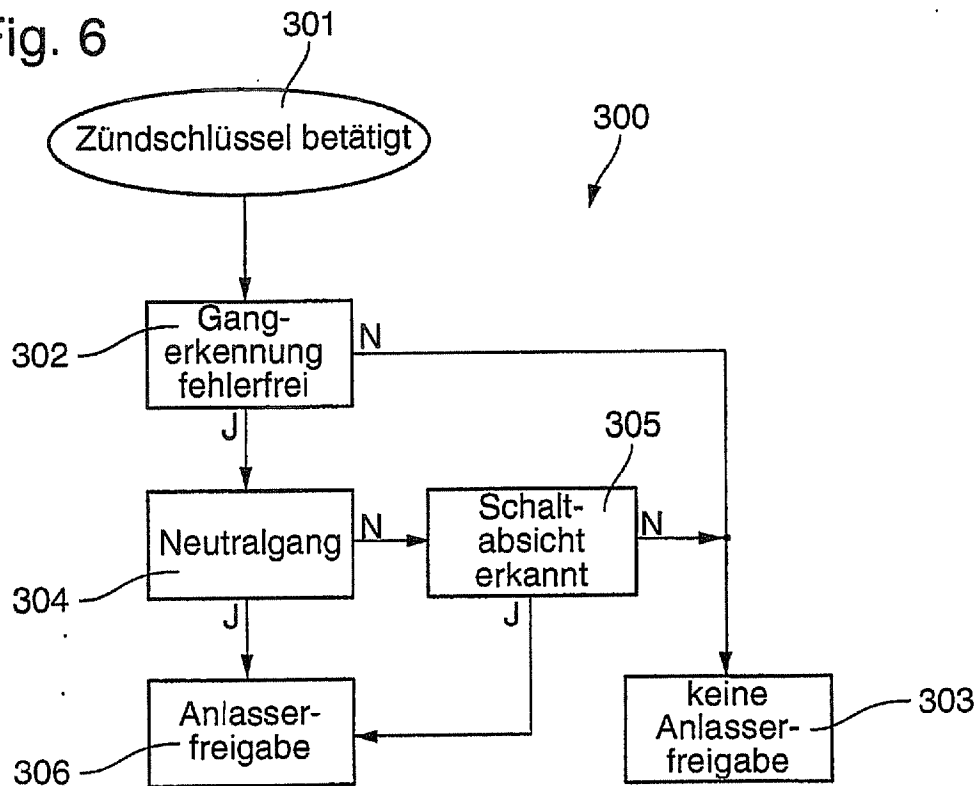 Fig. 6
301
Zündschlüssel betätigt
300
302
Gang-
erkennung
fehlerfrei
N
J
305
304
Neutralgang
N
Schalt-
absicht
erkannt
N
J
J
306
Anlasser-
freigabe
keine
Anlasser-
freigabe
303